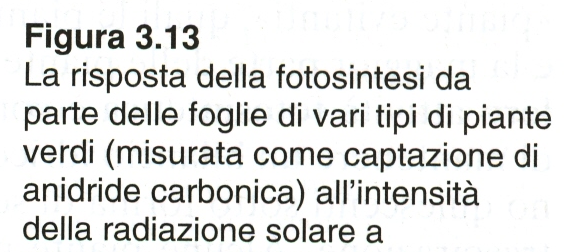 Figura 3.13
La risposta della fotosintesi da
parte delle foglie di vari tipi di piante
verdi (misurata come captazione di
anidride carbonica) all'intensità
della radiazione solare a